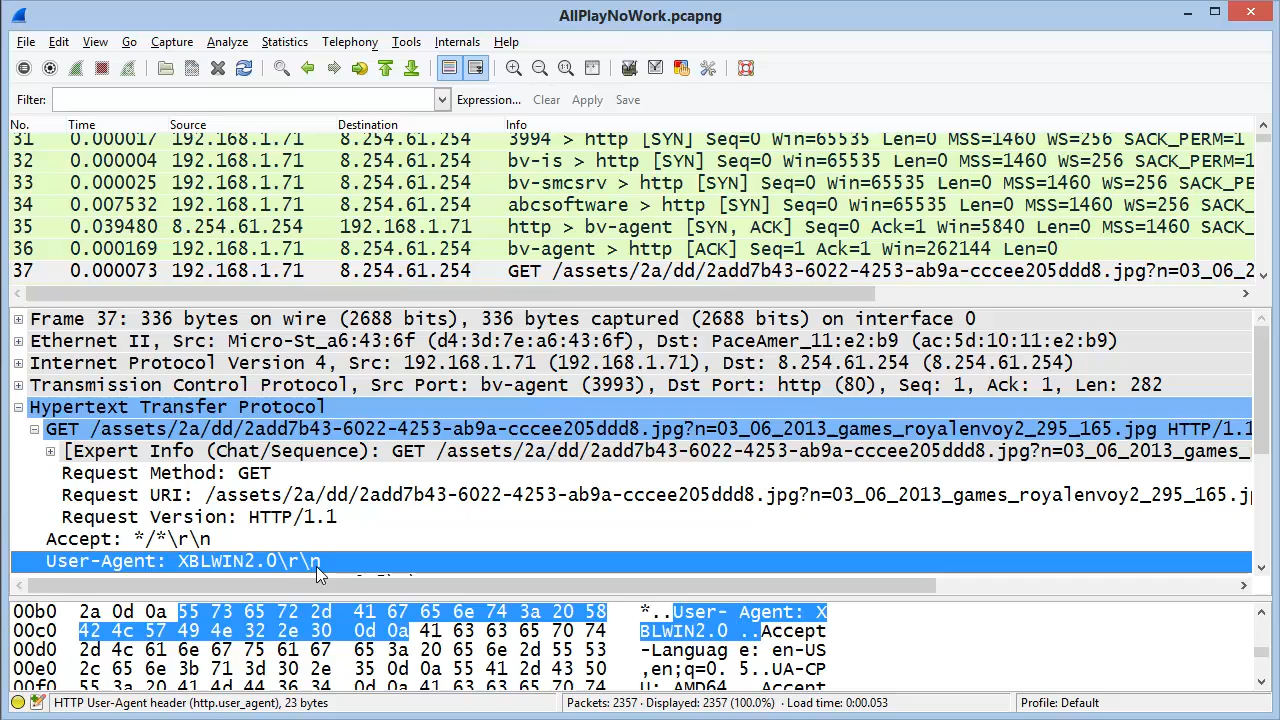 AllPlayNoWork.pcapng
File Edit View Go Capture Analyze Statistics Telephony Tools Internals Help
Filter: Expression... Clear Apply Save
No. Time Source Destination Info
31 0.000017 192.168.1.71 8.254.61.254 3994 > http [SYN] Seq=0 Win=65535 Len=0 MSS=1460 WS=256 SACK_PERM=1
32 0.000004 192.168.1.71 8.254.61.254 bv-is > http [SYN] Seq=0 Win=65535 Len=0 MSS=1460 WS=256 SACK_PERM=1
33 0.000025 192.168.1.71 8.254.61.254 bv-smcsrv > http [SYN] Seq=0 Win=65535 Len=0 MSS=1460 WS=256 SACK_PE
34 0.007532 192.168.1.71 8.254.61.254 abcsoftware > http [SYN] Seq=0 Win=65535 Len=0 MSS=1460 WS=256 SACK_
35 0.039480 8.254.61.254 192.168.1.71 http > bv-agent [SYN, ACK] Seq=0 Ack=1 Win=5840 Len=0 MSS=1460 SACK_
36 0.000169 192.168.1.71 8.254.61.254 bv-agent > http [ACK] Seq=1 Ack=1 Win=262144 Len=0
37 0.000073 192.168.1.71 8.254.61.254 GET /assets/2a/dd/2add7b43-6022-4253-ab9a-cccee205ddd8.jpg?n=03_06_2
Frame 37: 336 bytes on wire (2688 bits), 336 bytes captured (2688 bits) on interface 0
Ethernet II, Src: Micro-St_a6:43:6f (d4:3d:7e:a6:43:6f), Dst: PaceAmer_11:e2:b9 (ac:5d:10:11:e2:b9)
Internet Protocol Version 4, Src: 192.168.1.71 (192.168.1.71), Dst: 8.254.61.254 (8.254.61.254)
Transmission Control Protocol, Src Port: bv-agent (3993), Dst Port: http (80), Seq: 1, Ack: 1, Len: 282
Hypertext Transfer Protocol
GET /assets/2a/dd/2add7b43-6022-4253-ab9a-cccee205ddd8.jpg?n=03_06_2013_games_royalenvoy2_295_165.jpg HTTP/1.1
[Expert Info (Chat/Sequence): GET /assets/2a/dd/2add7b43-6022-4253-ab9a-cccee205ddd8.jpg?n=03_06_2013_games_
Request Method: GET
Request URI: /assets/2a/dd/2add7b43-6022-4253-ab9a-cccee205ddd8.jpg?n=03_06_2013_games_royalenvoy2_295_165.j
Request Version: HTTP/1.1
Accept: */*\r\n
User-Agent: XBLWIN2.0\r\n
00b0 2a 0d 0a 55 73 65 72 2d 41 67 65 6e 74 3a 20 58 *..User- Agent: X
00c0 42 4c 57 49 4e 32 2e 30 0d 0a 41 63 63 65 70 74 BLWIN2.0 ..Accept
00d0 2d 4c 61 6e 67 75 61 67 65 3a 20 65 6e 2d 55 53 -Languag e: en-US
00e0 2c 65 6e 3b 71 3d 30 2e 35 0d 0a 55 41 2d 43 50 ,en;q=0. 5..UA-CP
00f0 55 3a 20 41 4d 44 36 34 0d 0a 41 63 63 65 70 74 U: AMD64 ..Accept
HTTP User-Agent header (http.user_agent), 23 bytes Packets: 2357 · Displayed: 2357 (100.0%) · Load time: 0:00.053 Profile: Default